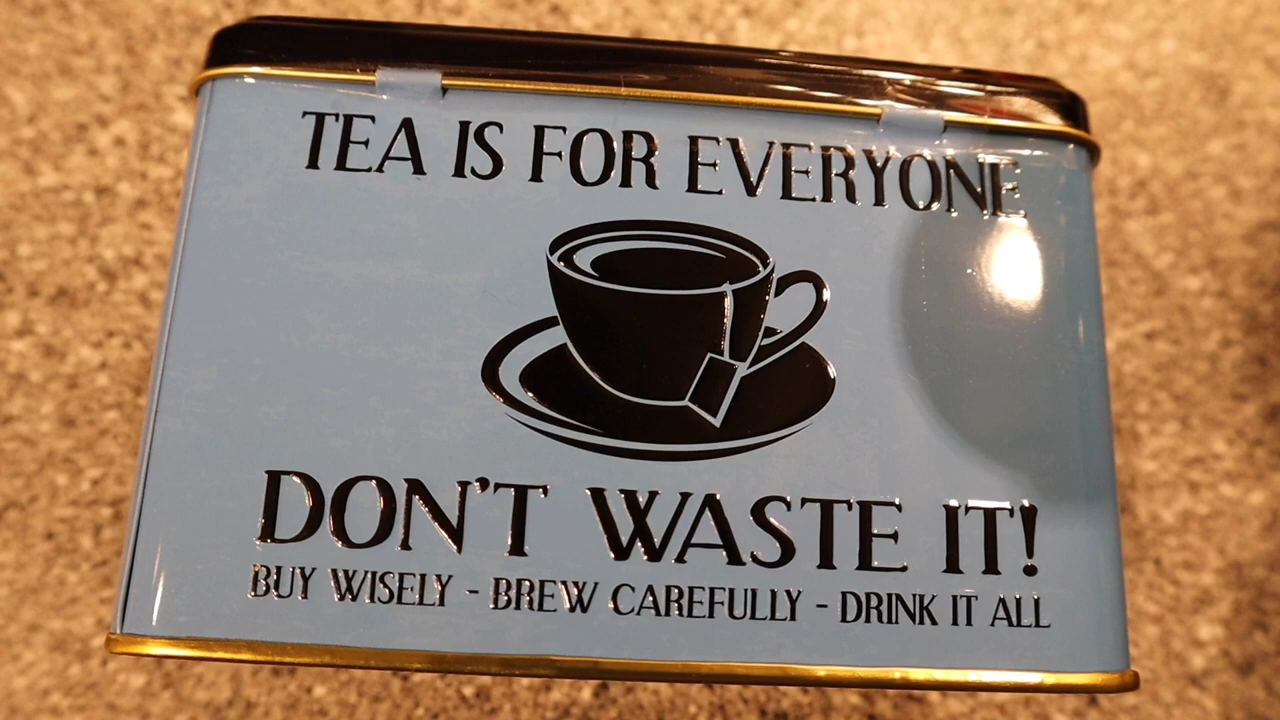 TEA IS FOR EVERYONE
DON'T WASTE IT!
BUY WISELY - BREW CAREFULLY - DRINK IT ALL